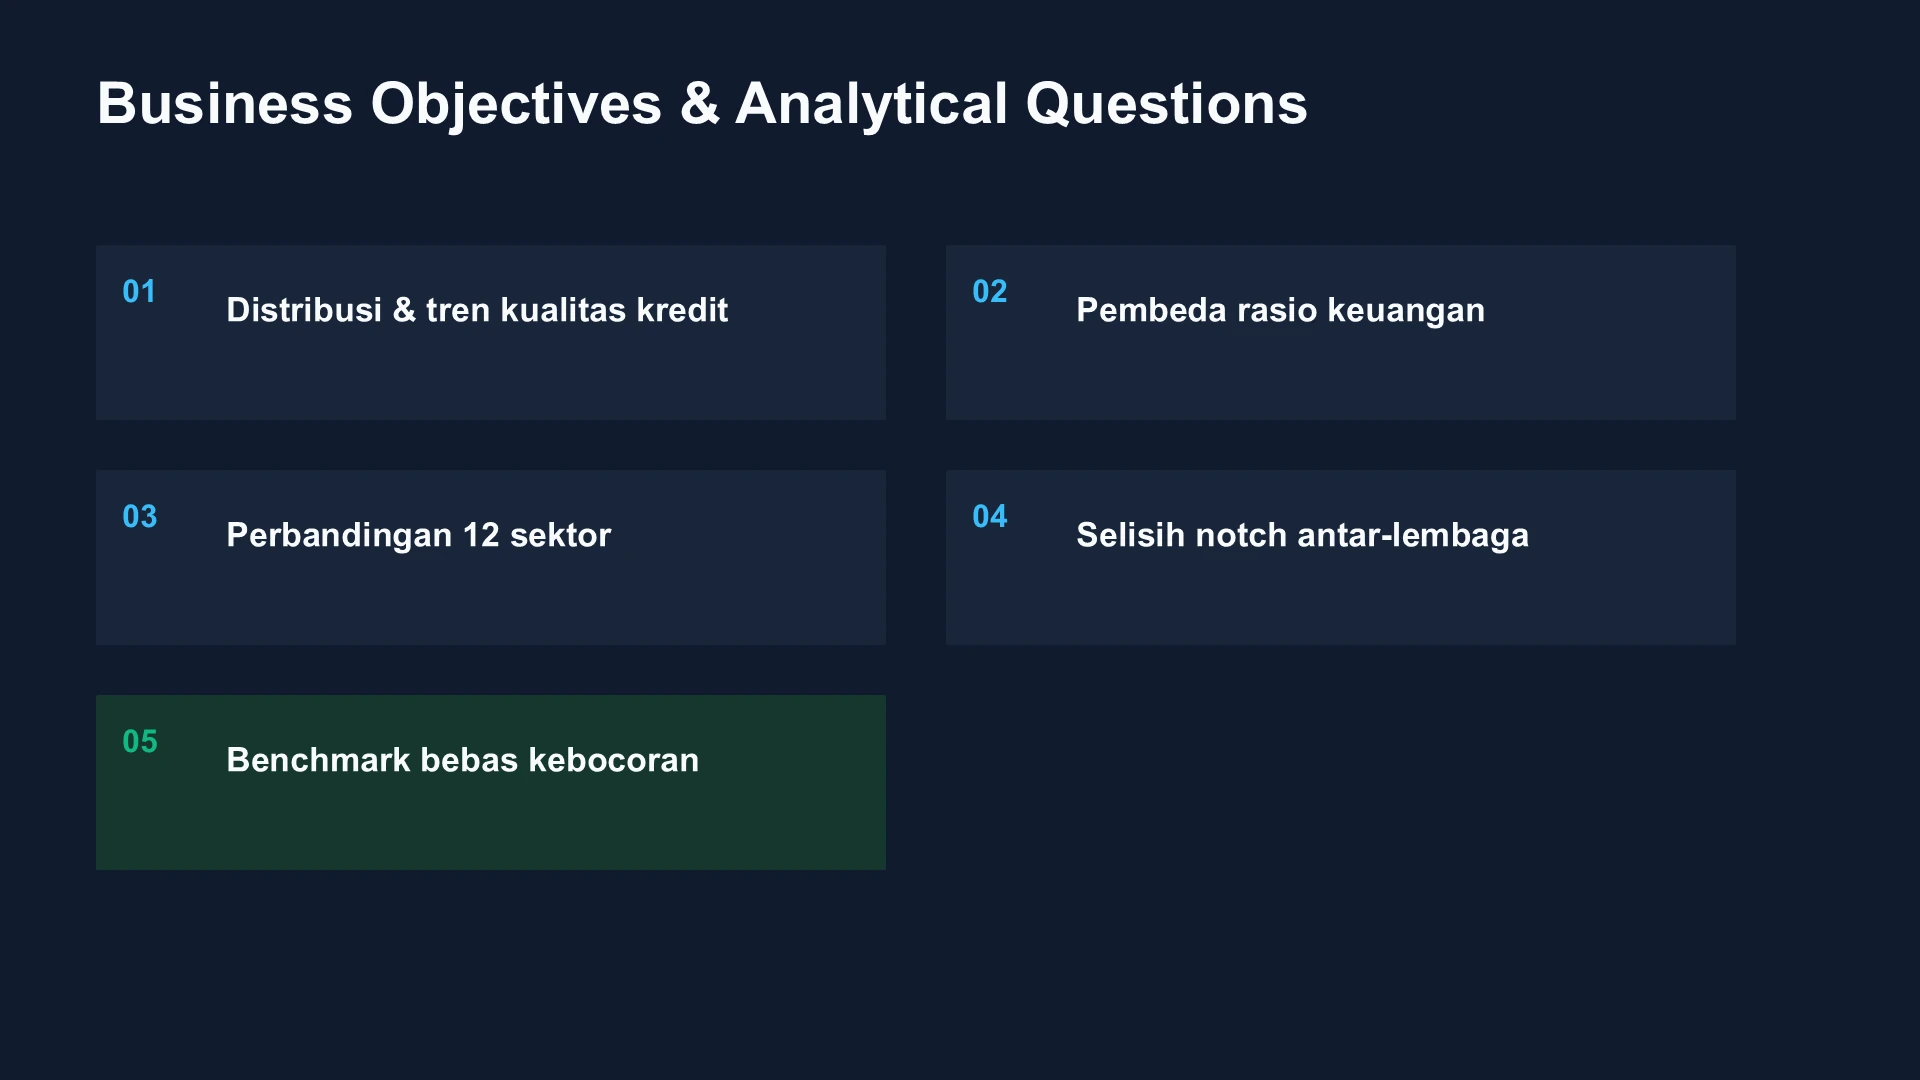 Business Objectives & Analytical Questions
01
Distribusi & tren kualitas kredit
02
Pembeda rasio keuangan
03
Perbandingan 12 sektor
04
Selisih notch antar-lembaga
05
Benchmark bebas kebocoran